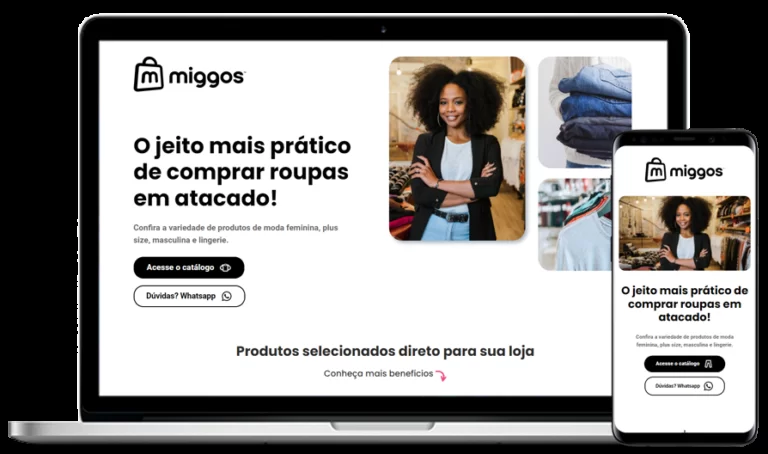 miggos
O jeito mais prático
de comprar roupas
em atacado!
Confira a variedade de produtos de moda feminina, plus
size, masculina e lingerie.
Acesse o catálogo
Dúvidas? Whatsapp
Produtos selecionados direto para sua loja
Conheça mais benefícios
miggos
O jeito mais prático de
comprar roupas em
atacado!
Confira a variedade de produtos de moda
feminina, plus size, masculina e lingerie.
Acesse o catálogo
Dúvidas? Whatsapp